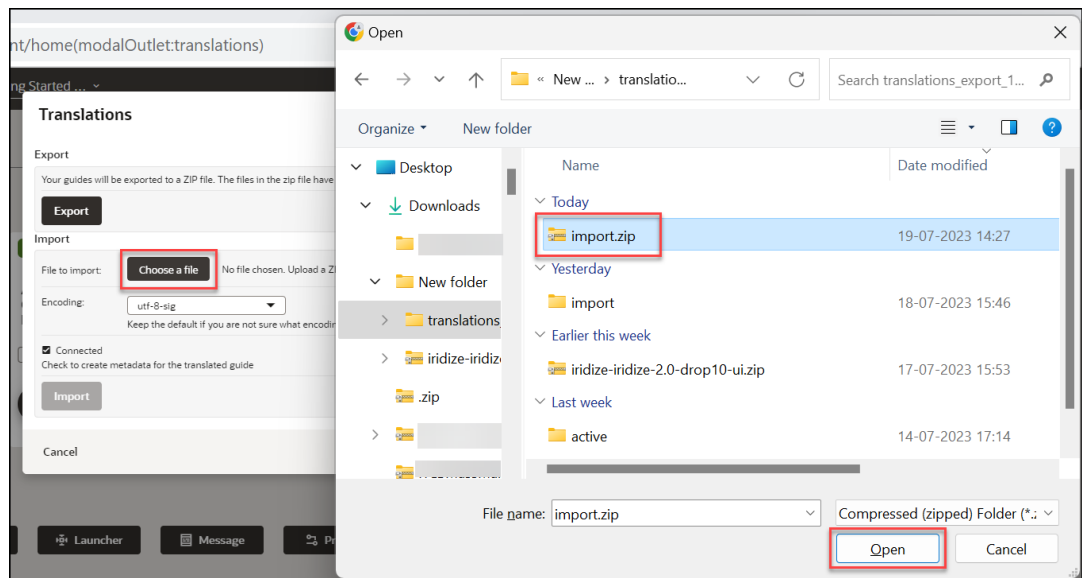 nt/home(modalOutlet:translations)
ng Started ...
Translations
Export
Your guides will be exported to a ZIP file. The files in the zip file have
Export
Import
File to import:
Choose a file
No file chosen. Upload a
Encoding:
utf-8-sig
Keep the default if you are not sure what
Connected
Check to create metadata for the translated guide
Import
Cancel
Launcher
Message
Open
« New ... › translatio...
Search translations_export_1...
Organize
New folder
Desktop
Downloads
New folder
translations_
iridize-iridize
.zip
Name
Date modified
Today
import.zip 19-07-2023 14:27
Yesterday
import 18-07-2023 15:46
Earlier this week
iridize-iridize-2.0-drop10-ui.zip 17-07-2023 15:53
Last week
active 14-07-2023 17:14
File name: import.zip
Compressed (zipped) Folder (*.:
Open
Cancel